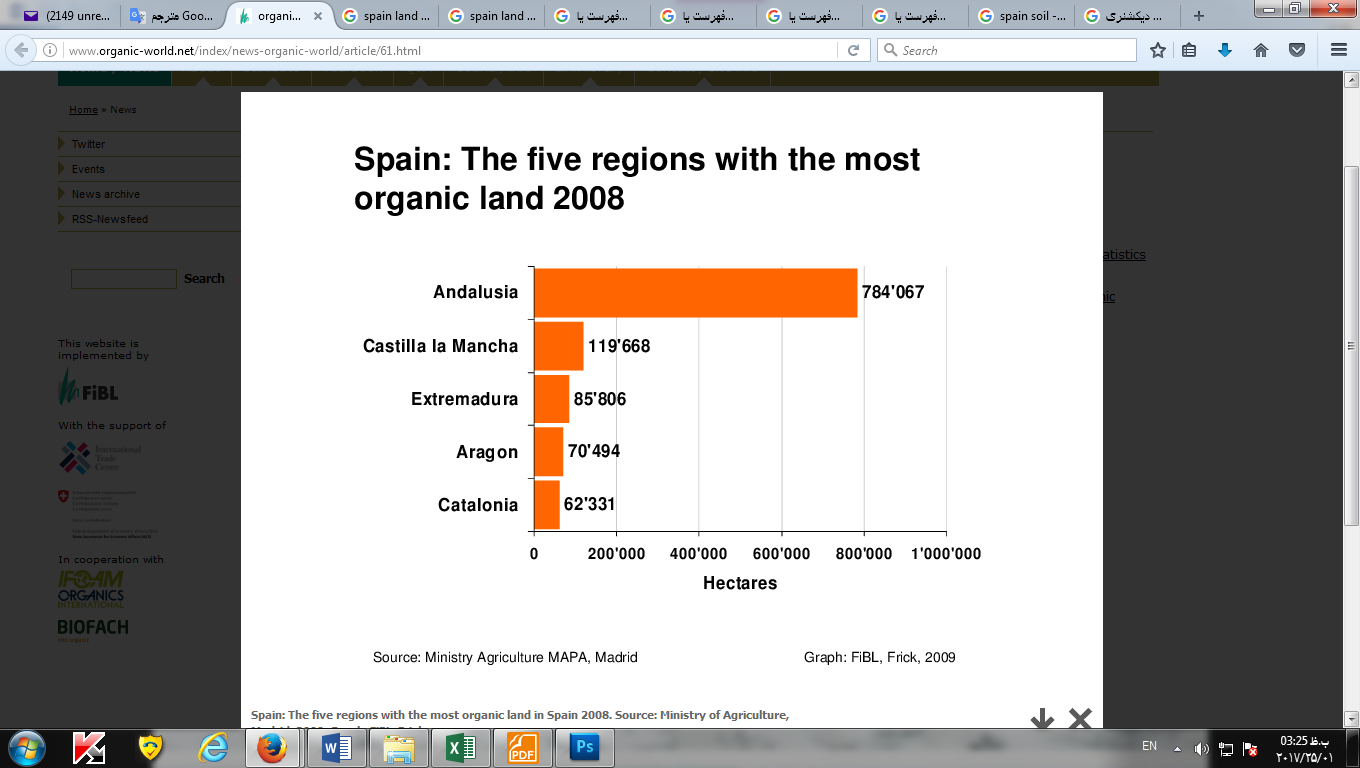 (2149 unre...
مترجم Goo...
organi...
spain land ...
spain land ...
فهرست یا...
فهرست یا...
فهرست یا...
فهرست یا...
spain soil -...
دیکشنری ...
www.organic-world.net/index/news-organic-world/article/61.html
Search
Home » News
Twitter
Events
News archive
RSS-Newsfeed
Search
This website is
implemented by
FiBL
With the support of
International
Trade
Centre
In cooperation with
IFOAM
ORGANICS
INTERNATIONAL
BIOFACH
atistics
ic
Spain: The five regions with the most
organic land 2008
Andalusia 784'067
Castilla la Mancha 119'668
Extremadura 85'806
Aragon 70'494
Catalonia 62'331
0 200'000 400'000 600'000 800'000 1'000'000
Hectares
Source: Ministry Agriculture MAPA, Madrid
Graph: FiBL, Frick, 2009
Spain: The five regions with the most organic land in Spain 2008. Source: Ministry of Agriculture,
W
X
PDF
Ps
EN
03:25 ب.ظ
۲۰۱۷/۲۵/۰۱